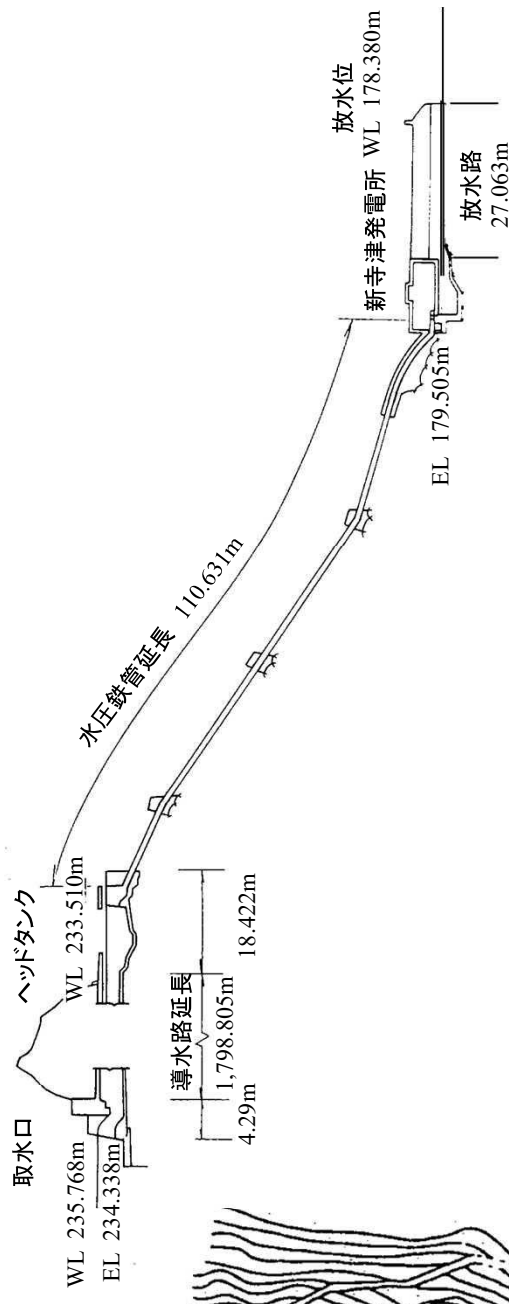 取水口
WL 235.768m
EL 234.338m
ヘッドタンク
WL 233.510m
導水路延長
4.29m
1,798.805m
18.422m
水圧鉄管延長 110.631m
新寺津発電所
EL 179.505m
放水位
WL 178.380m
放水路
27.063m